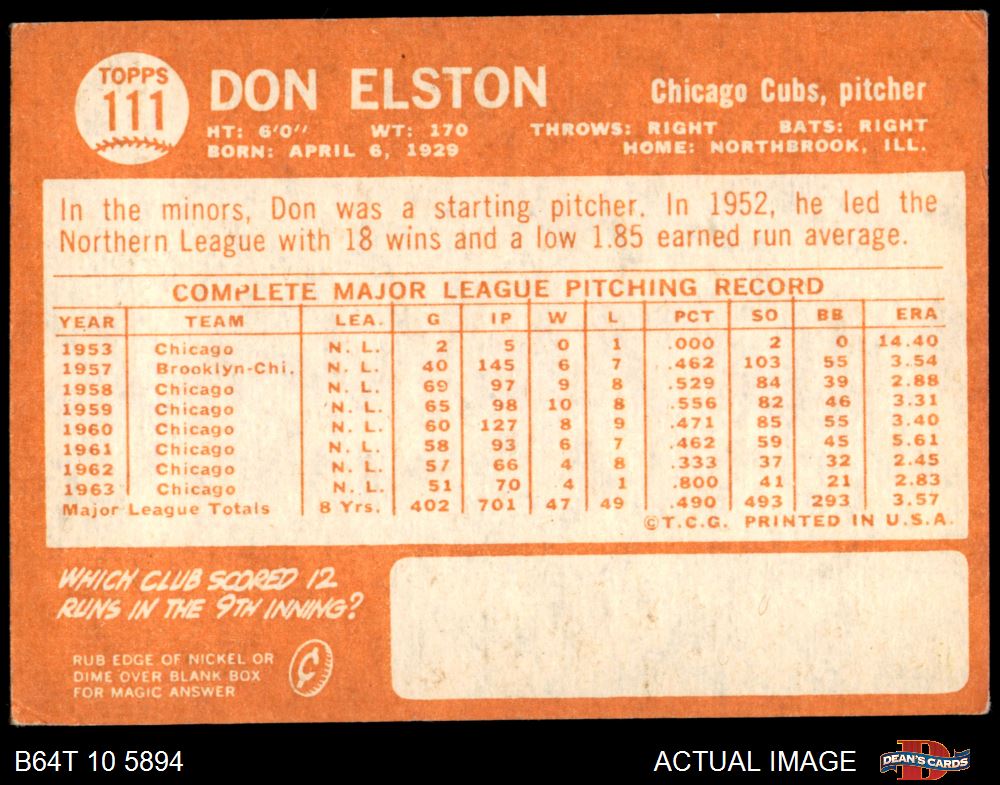 TOPPS
111
DON ELSTON
Chicago Cubs, pitcher
HT: 6'0" WT: 170 THROWS: RIGHT BATS: RIGHT
BORN: APRIL 6, 1929 HOME: NORTHBROOK, ILL.
In the minors, Don was a starting pitcher. In 1952, he led the
Northern League with 18 wins and a low 1.85 earned run average.
COMPLETE MAJOR LEAGUE PITCHING RECORD
YEAR TEAM LEA. G IP W L PCT SO BB ERA
1953 Chicago N. L. 2 5 0 1 .000 2 0 14.40
1957 Brooklyn-Chi. N. L. 40 145 6 7 .462 103 55 3.54
1958 Chicago N. L. 69 97 9 8 .529 84 39 2.88
1959 Chicago N. L. 65 98 10 8 .556 82 46 3.31
1960 Chicago N. L. 60 127 8 9 .471 85 55 3.40
1961 Chicago N. L. 58 93 6 7 .462 59 45 5.61
1962 Chicago N. L. 57 66 4 8 .333 37 32 2.45
1963 Chicago N. L. 51 70 4 1 .800 41 21 2.83
Major League Totals 8 Yrs. 402 701 47 49 .490 493 293 3.57
©T.C.G. PRINTED IN U.S.A.
WHICH CLUB SCORED 12
RUNS IN THE 9TH INNING?
RUB EDGE OF NICKEL OR
DIME OVER BLANK BOX
FOR MAGIC ANSWER
¢
B64T 10 5894
ACTUAL IMAGE
D
DEAN'S CARDS